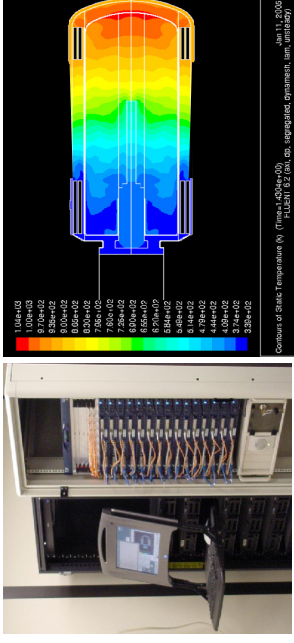 1.04e+03
1.00e+03
9.70e+02
9.35e+02
9.00e+02
8.65e+02
8.30e+02
7.95e+02
7.60e+02
7.25e+02
6.90e+02
6.55e+02
6.20e+02
5.84e+02
5.49e+02
5.14e+02
4.79e+02
4.44e+02
4.09e+02
3.74e+02
3.39e+02
Contours of Static Temperature (k) (Time=1.4304e+00) Jan 11, 2005
FLUENT 6.2 (axi, dp, segregated, dynamesh, lam, unsteady)